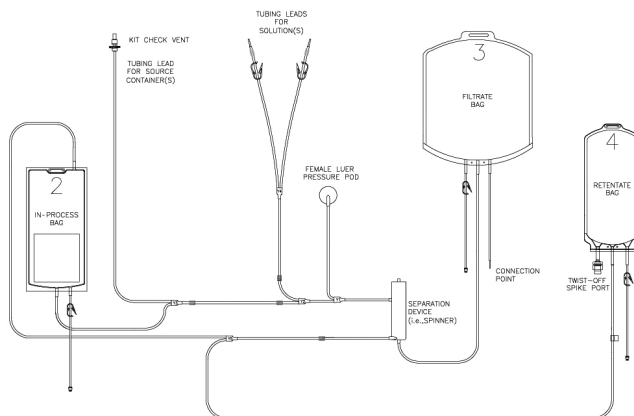 KIT CHECK VENT
TUBING LEAD
FOR SOURCE
CONTAINER(S)
TUBING LEADS
FOR
SOLUTION(S)
3
FILTRATE
BAG
4
RETENTATE
BAG
2
IN-PROCESS
BAG
FEMALE LUER
PRESSURE POD
CONNECTION
POINT
TWIST-OFF
SPIKE PORT
SEPARATION
DEVICE
(i.e.,SPINNER)